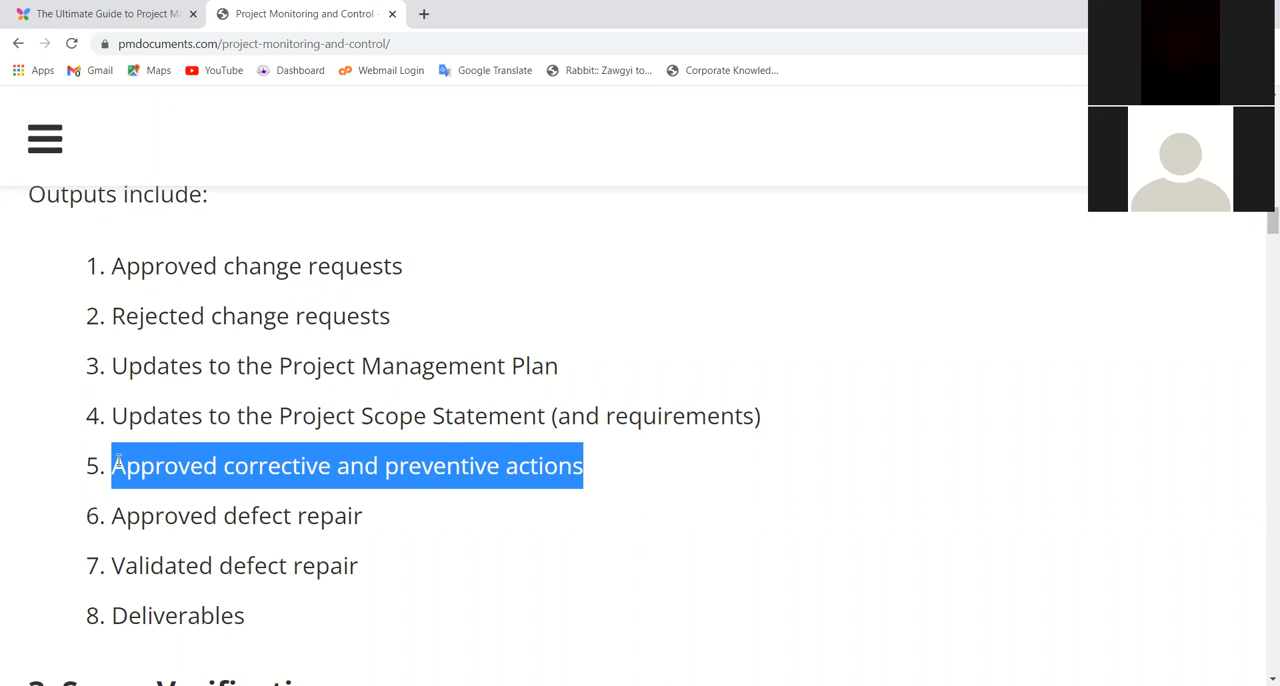 The Ultimate Guide to Project M
Project Monitoring and Control -
pmdocuments.com/project-monitoring-and-control/
Apps Gmail Maps YouTube Dashboard Webmail Login Google Translate Rabbit:: Zawgyi to... Corporate Knowled...
Outputs include:
1. Approved change requests
2. Rejected change requests
3. Updates to the Project Management Plan
4. Updates to the Project Scope Statement (and requirements)
5. Approved corrective and preventive actions
6. Approved defect repair
7. Validated defect repair
8. Deliverables